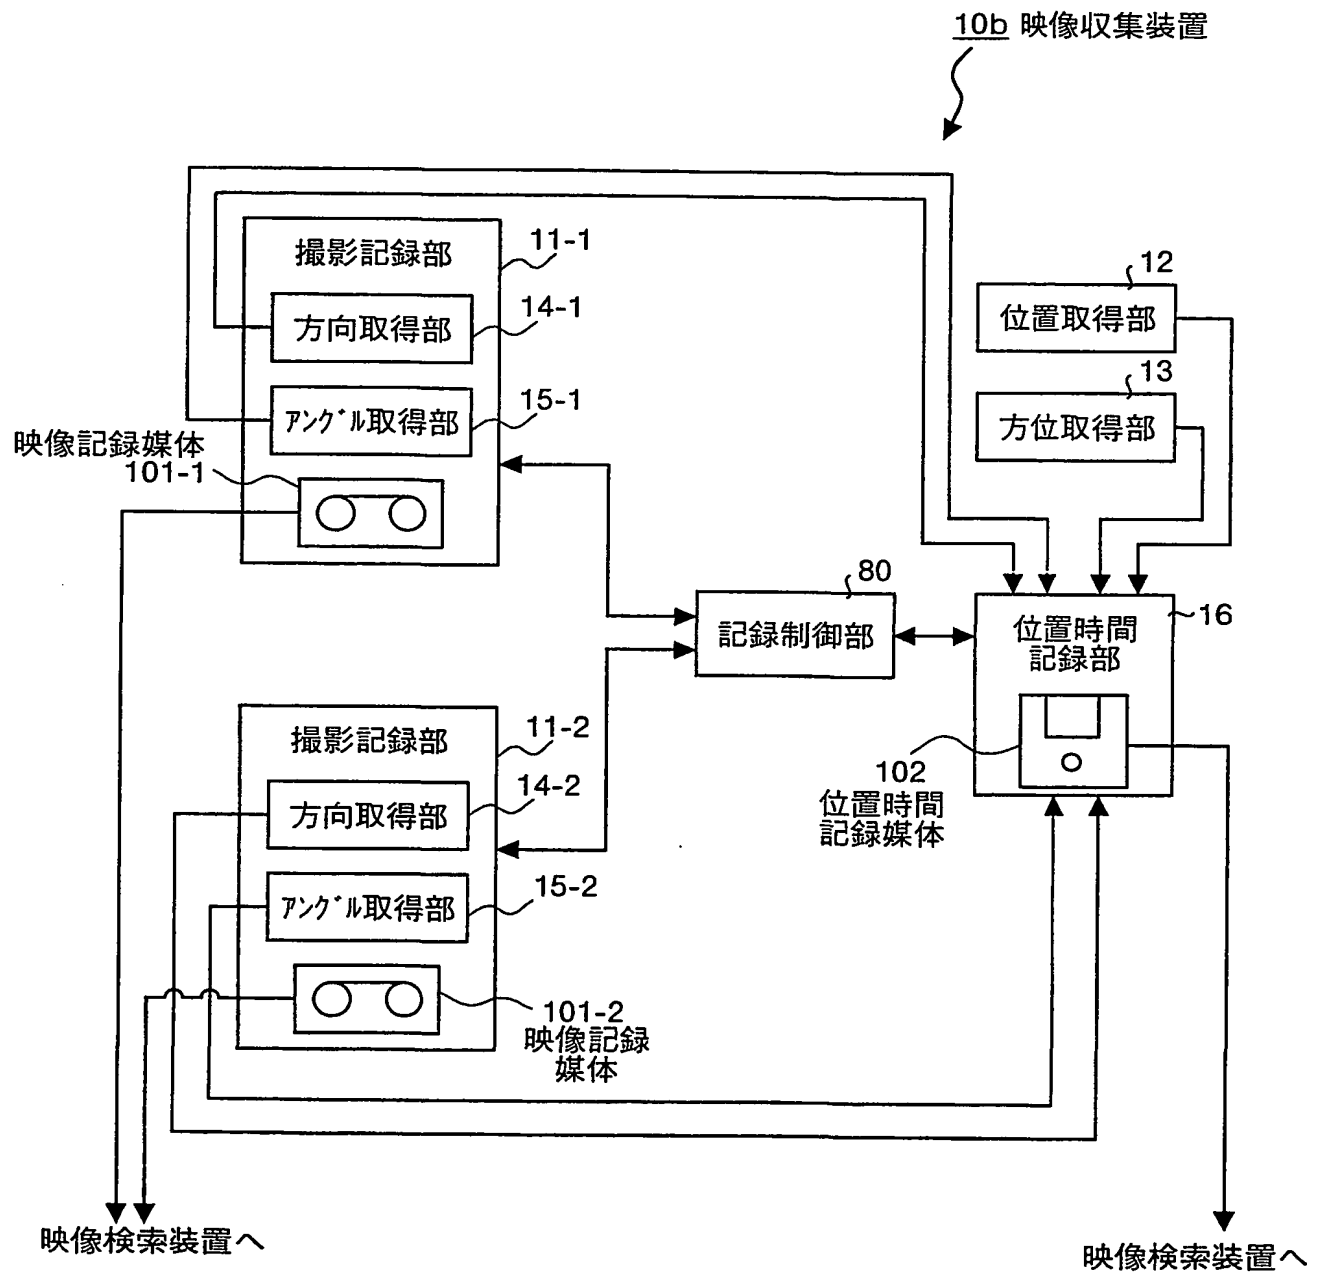 10b 映像収集装置
撮影記録部
11-1
方向取得部
14-1
アングル取得部
15-1
映像記録媒体
101-1
12
位置取得部
13
方位取得部
80
記録制御部
16
位置時間
記録部
102
位置時間
記録媒体
撮影記録部
11-2
方向取得部
14-2
アングル取得部
15-2
101-2
映像記録
媒体
映像検索装置へ
映像検索装置へ